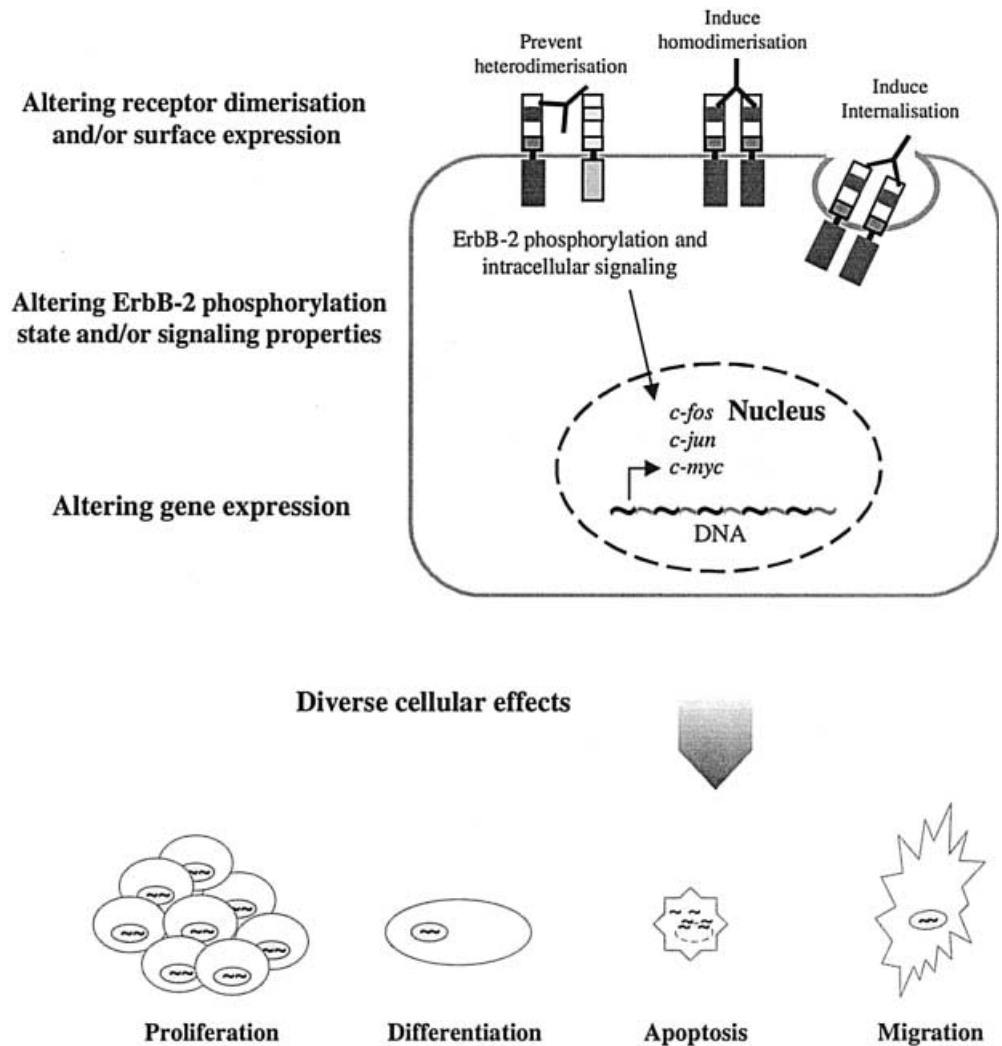 Prevent
heterodimerisation
Induce
homodimerisation
Induce
Internalisation
Altering receptor dimerisation
and/or surface expression
ErbB-2 phosphorylation and
intracellular signaling
Altering ErbB-2 phosphorylation
state and/or signaling properties
c-fos Nucleus
c-jun
c-myc
Altering gene expression
DNA
Diverse cellular effects
Proliferation
Differentiation
Apoptosis
Migration